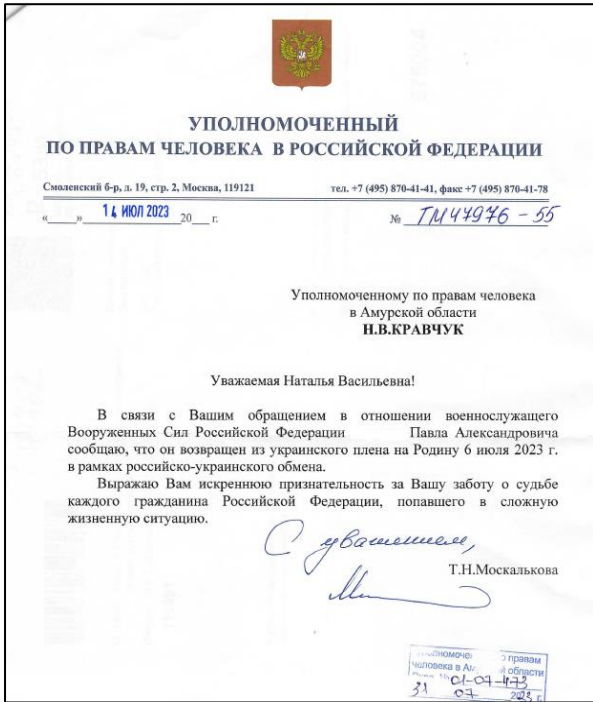 УПОЛНОМОЧЕННЫЙ
ПО ПРАВАМ ЧЕЛОВЕКА В РОССИЙСКОЙ ФЕДЕРАЦИИ
Смоленский б-р, д. 19, стр. 2, Москва, 119121 тел. +7 (495) 870-41-41, факс +7 (495) 870-41-78
«___» 14 ИЮЛ 2023 20___ г. № ТМ47976-55
Уполномоченному по правам человека
в Амурской области
Н.В.КРАВЧУК
Уважаемая Наталья Васильевна!
В связи с Вашим обращением в отношении военнослужащего
Вооруженных Сил Российской Федерации Павла Александровича
сообщаю, что он возвращен из украинского плена на Родину 6 июля 2023 г.
в рамках российско-украинского обмена.
Выражаю Вам искреннюю признательность за Вашу заботу о судьбе
каждого гражданина Российской Федерации, попавшего в сложную
жизненную ситуацию.
С уважением,
Т.Н.Москалькова
о правам
человека в области
01-07-473
31 07 2023 г.